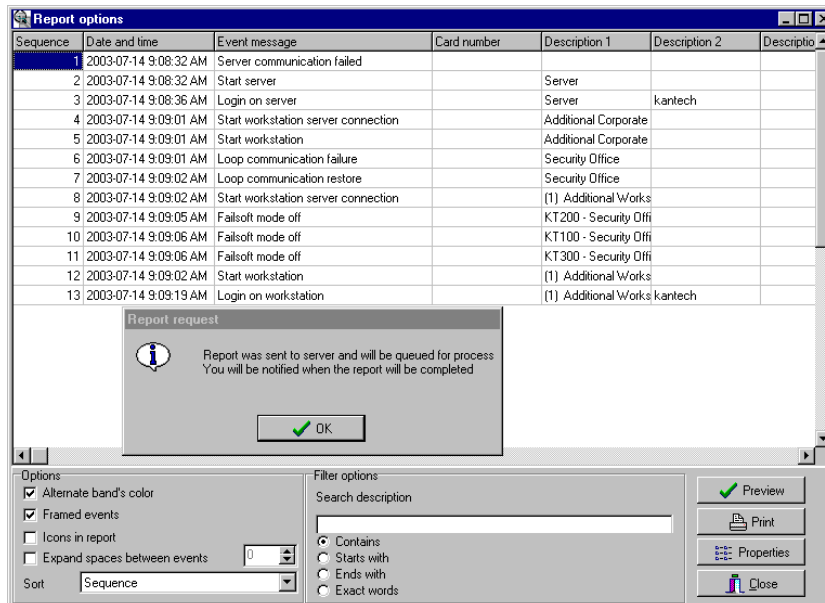 Report options
Sequence Date and time Event message Card number Description 1 Description 2 Descriptio
1 2003-07-14 9:08:32 AM Server communication failed
2 2003-07-14 9:08:32 AM Start server Server
3 2003-07-14 9:08:36 AM Login on server Server kantech
4 2003-07-14 9:09:01 AM Start workstation server connection Additional Corporate
5 2003-07-14 9:09:01 AM Start workstation Additional Corporate
6 2003-07-14 9:09:01 AM Loop communication failure Security Office
7 2003-07-14 9:09:02 AM Loop communication restore Security Office
8 2003-07-14 9:09:02 AM Start workstation server connection (1) Additional Works
9 2003-07-14 9:09:05 AM Failsoft mode off KT200 - Security Offi
10 2003-07-14 9:09:06 AM Failsoft mode off KT100 - Security Offi
11 2003-07-14 9:09:06 AM Failsoft mode off KT300 - Security Offi
12 2003-07-14 9:09:02 AM Start workstation (1) Additional Works
13 2003-07-14 9:09:19 AM Login on workstation (1) Additional Works kantech
Report request
Report was sent to server and will be queued for process
You will be notified when the report will be completed
OK
Options
Alternate band's color
Framed events
Icons in report
Expand spaces between events 0
Sort Sequence
Filter options
Search description
Contains
Starts with
Ends with
Exact words
Preview
Print
Properties
Close